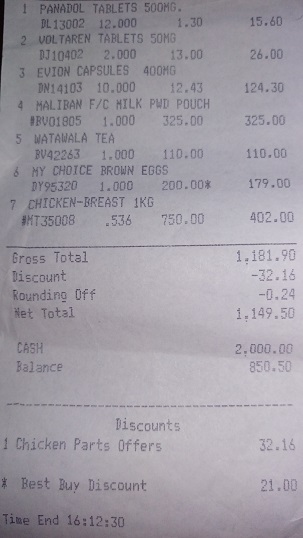 1 PANADOL TABLETS 500MG.
DL13002 12.000 1.30 15.60
2 VOLTAREN TABLETS 50MG
DJ10402 2.000 13.00 26.00
3 EVION CAPSULES 400MG
DN14103 10.000 12.43 124.30
4 MALIBAN F/C MILK PWD POUCH
#BV01805 1.000 325.00 325.00
5 WATAWALA TEA
BV42263 1.000 110.00 110.00
6 MY CHOICE BROWN EGGS
DY95320 1.000 200.00* 179.00
7 CHICKEN-BREAST 1KG
#MT35008 .536 750.00 402.00
Gross Total 1,181.90
Discount -32.16
Rounding Off -0.24
Net Total 1,149.50
CASH 2,000.00
Balance 850.50
Discounts
1 Chicken Parts Offers 32.16
* Best Buy Discount 21.00
Time End 16:12:30